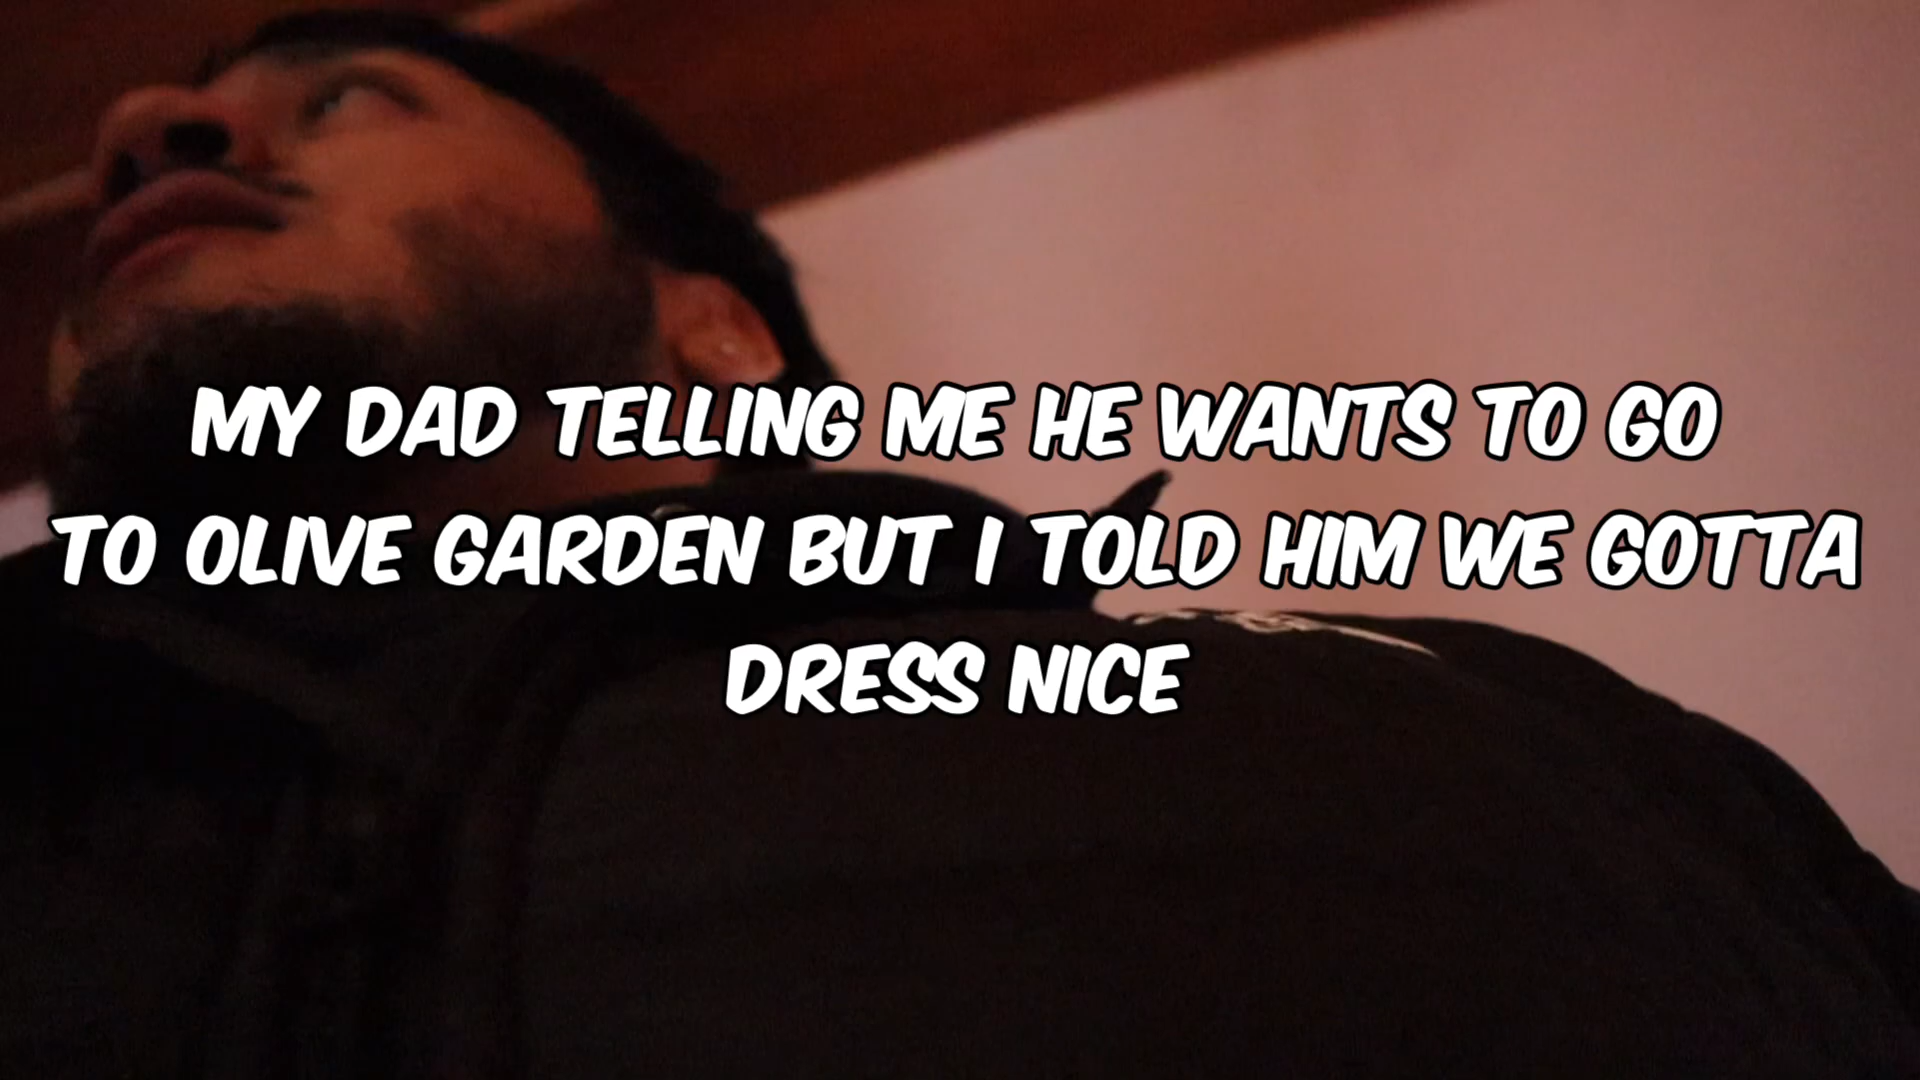 MY DAD TELLING ME HE WANTS TO GO
TO OLIVE GARDEN BUT I TOLD HIM WE GOTTA
DRESS NICE